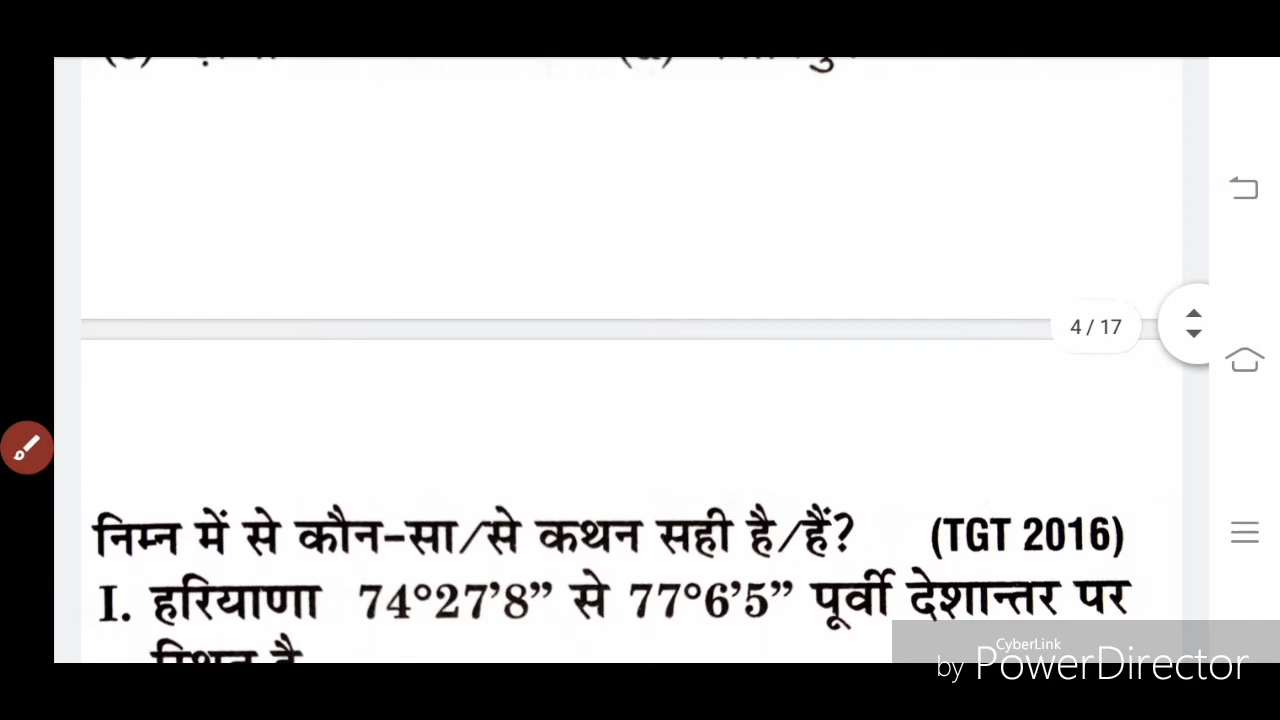 4 / 17
निम्न में से कौन-सा/से कथन सही है/हैं? (TGT 2016)
I. हरियाणा 74°27’8” से 77°6’5” पूर्वी देशान्तर पर
स्थित है
CyberLink
by PowerDirector